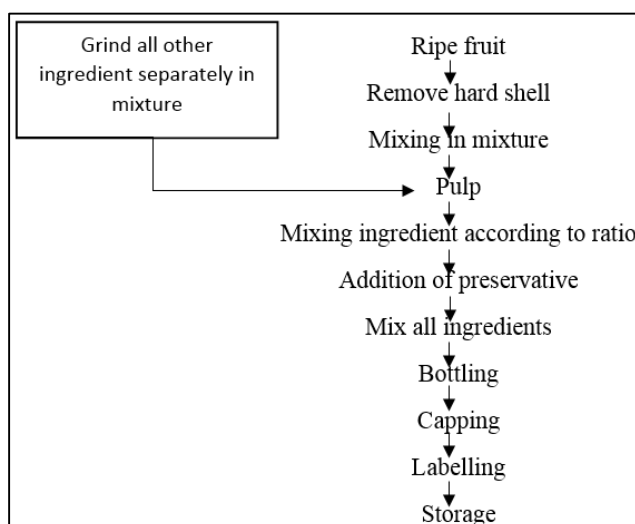 Grind all other
ingredient separately in
mixture
Ripe fruit
Remove hard shell
Mixing in mixture
Pulp
Mixing ingredient according to ratio
Addition of preservative
Mix all ingredients
Bottling
Capping
Labelling
Storage